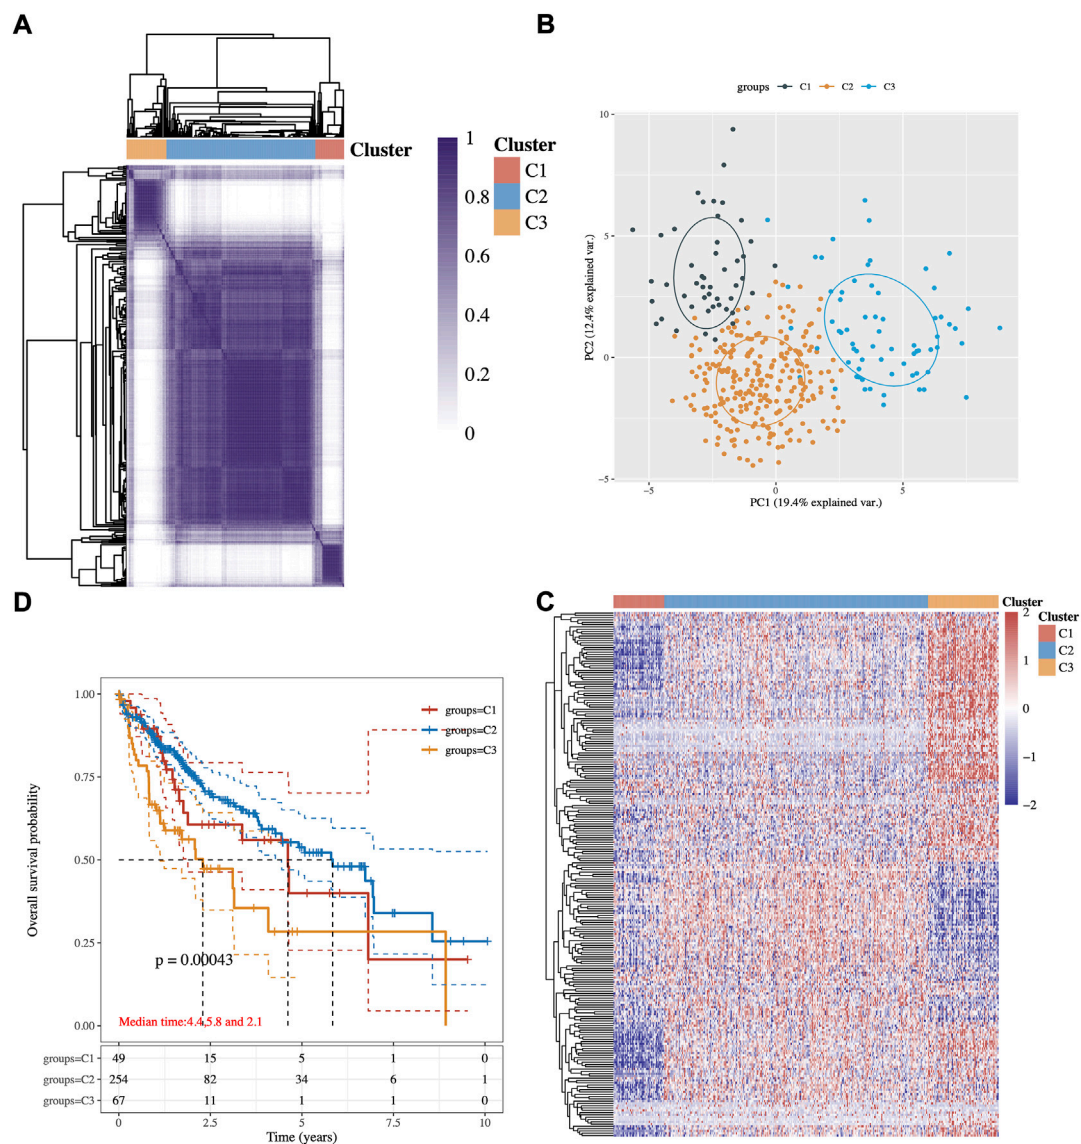 A
Cluster
1
0.8
0.6
0.4
0.2
0
Cluster
C1
C2
C3
B
groups C1 C2 C3
10
5
0
−5
PC2 (12.4% explained var.)
−5 0 5
PC1 (19.4% explained var.)
D
groups=C1
groups=C2
groups=C3
1.00
0.75
0.50
0.25
0.00
Overall survival probability
p = 0.00043
Median time:4.4,5.8 and 2.1
groups=C1 49 15 5 1 0
groups=C2 254 82 34 6 1
groups=C3 67 11 1 1 0
0 2.5 5 7.5 10
Time (years)
C
Cluster
2
1
0
−1
−2
Cluster
C1
C2
C3